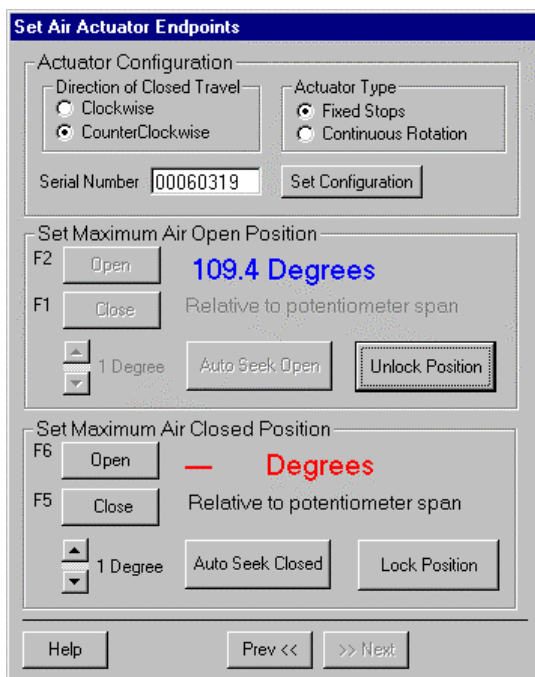 Set Air Actuator Endpoints
Actuator Configuration
Direction of Closed Travel
Clockwise
CounterClockwise
Actuator Type
Fixed Stops
Continuous Rotation
Serial Number 00060319 Set Configuration
Set Maximum Air Open Position
F2 Open 109.4 Degrees
F1 Close Relative to potentiometer span
1 Degree Auto Seek Open Unlock Position
Set Maximum Air Closed Position
F6 Open — Degrees
F5 Close Relative to potentiometer span
1 Degree Auto Seek Closed Lock Position
Help Prev << >> Next